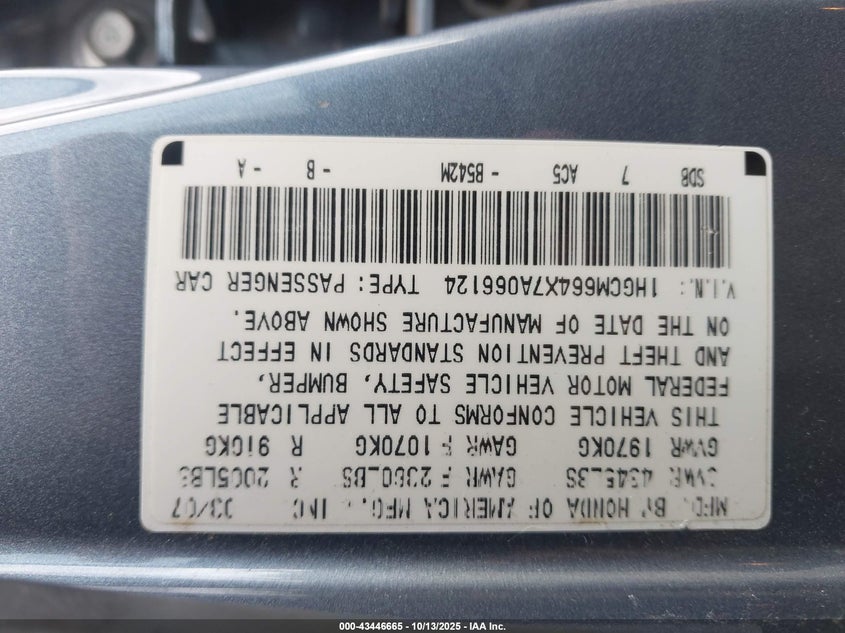 MFD. BY HONDA OF AMERICA MFG., INC 03/07
GVWR 4345LBS GAWR F 2360LBS R 2005LBS
GVWR 1970KG GAWR F 1070KG R 910KG
THIS VEHICLE CONFORMS TO ALL APPLICABLE
FEDERAL MOTOR VEHICLE SAFETY, BUMPER,
AND THEFT PREVENTION STANDARDS IN EFFECT
ON THE DATE OF MANUFACTURE SHOWN ABOVE.
V.I.N.: 1HGCM664X7A066124 TYPE: PASSENGER CAR
SDB 7 AC5 - B542M - B - A
000-43446665 - 10/13/2025 - IAA Inc.